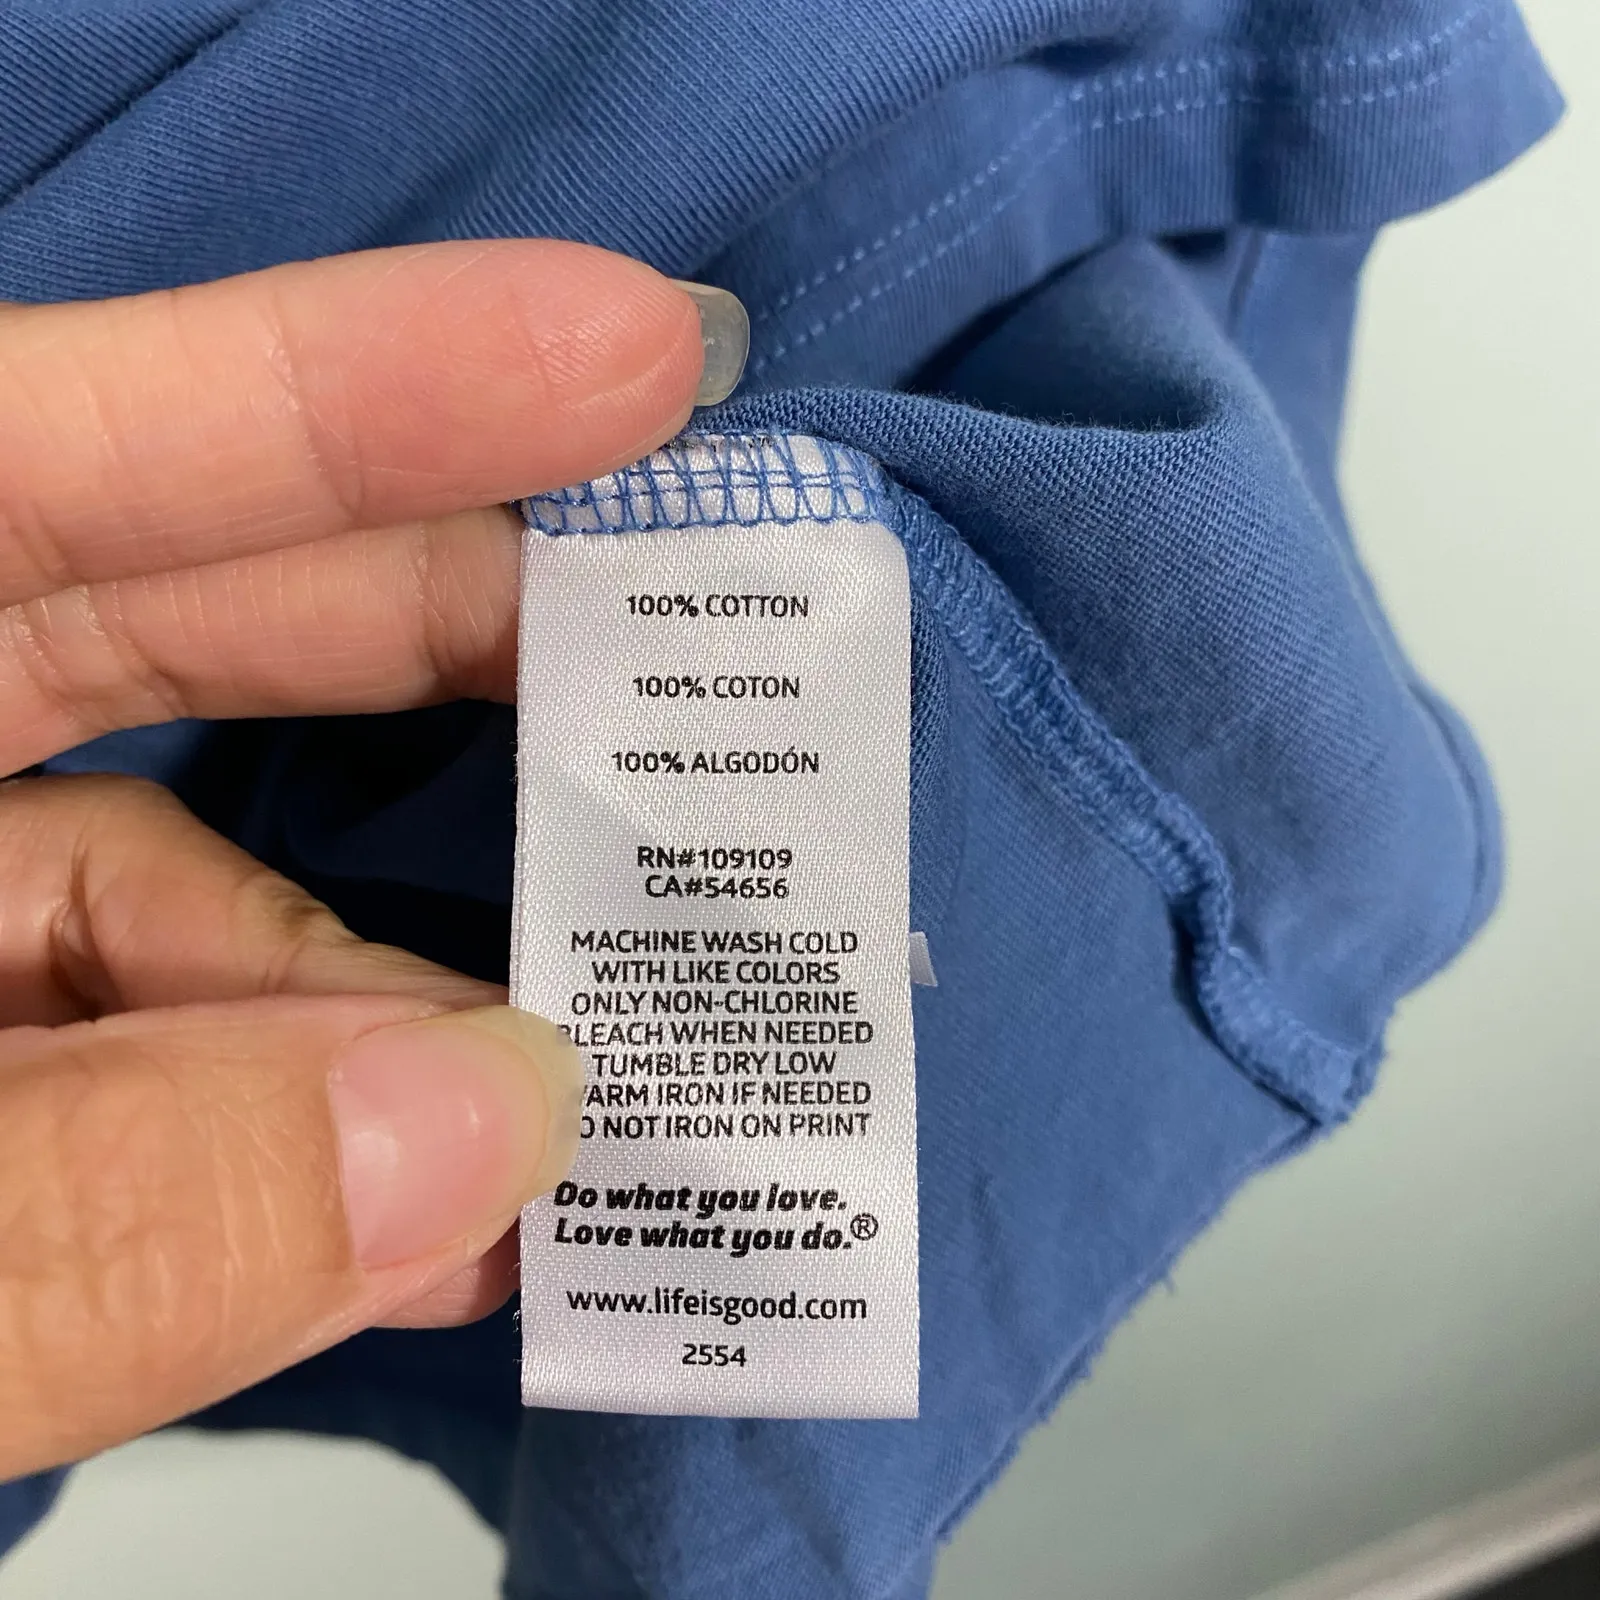 100% COTTON
100% COTON
100% ALGODÓN
RN#109109
CA#54656
MACHINE WASH COLD
WITH LIKE COLORS
ONLY NON-CHLORINE
BLEACH WHEN NEEDED
TUMBLE DRY LOW
WARM IRON IF NEEDED
DO NOT IRON ON PRINT
Do what you love.
Love what you do.®
www.lifeisgood.com
2554